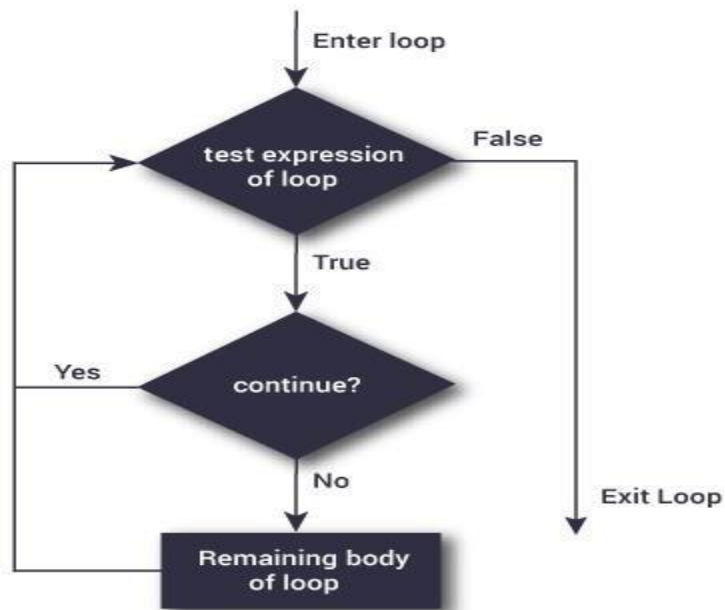 Enter loop
test expression
of loop
False
True
Yes
continue?
No
Exit Loop
Remaining body
of loop